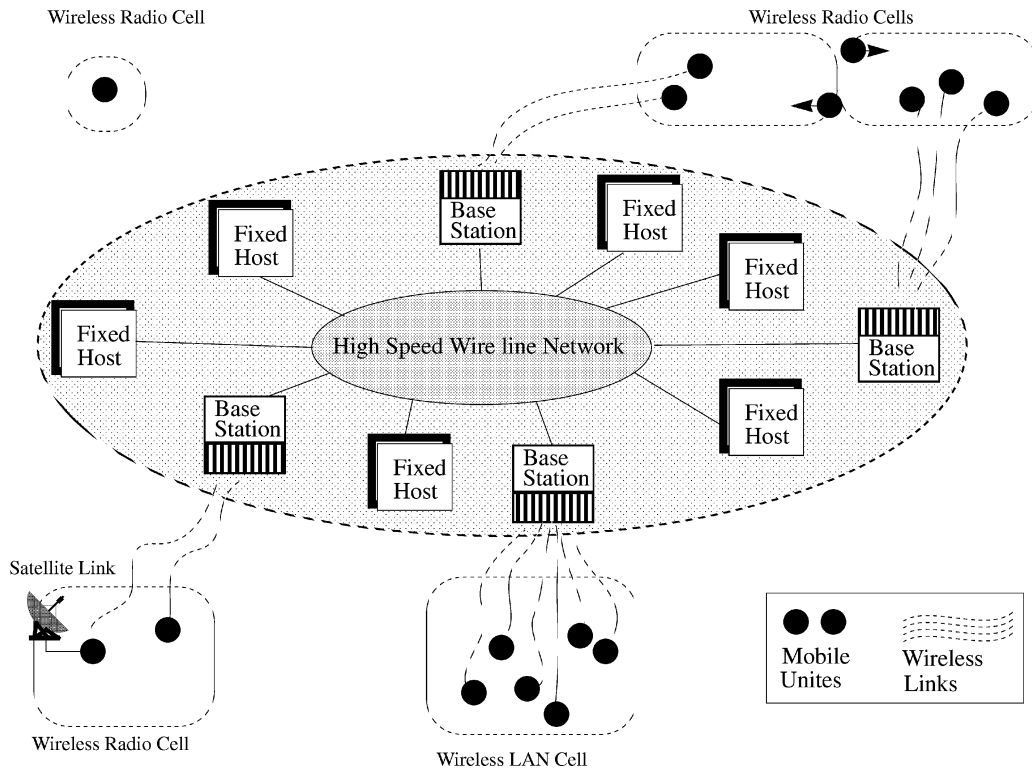 Wireless Radio Cell
Wireless Radio Cells
Base
Station
Fixed
Host
Fixed
Host
Fixed
Host
Fixed
Host
High Speed Wire line Network
Base
Station
Base
Station
Fixed
Host
Fixed
Host
Base
Station
Satellite Link
Mobile
Unites
Wireless
Links
Wireless Radio Cell
Wireless LAN Cell